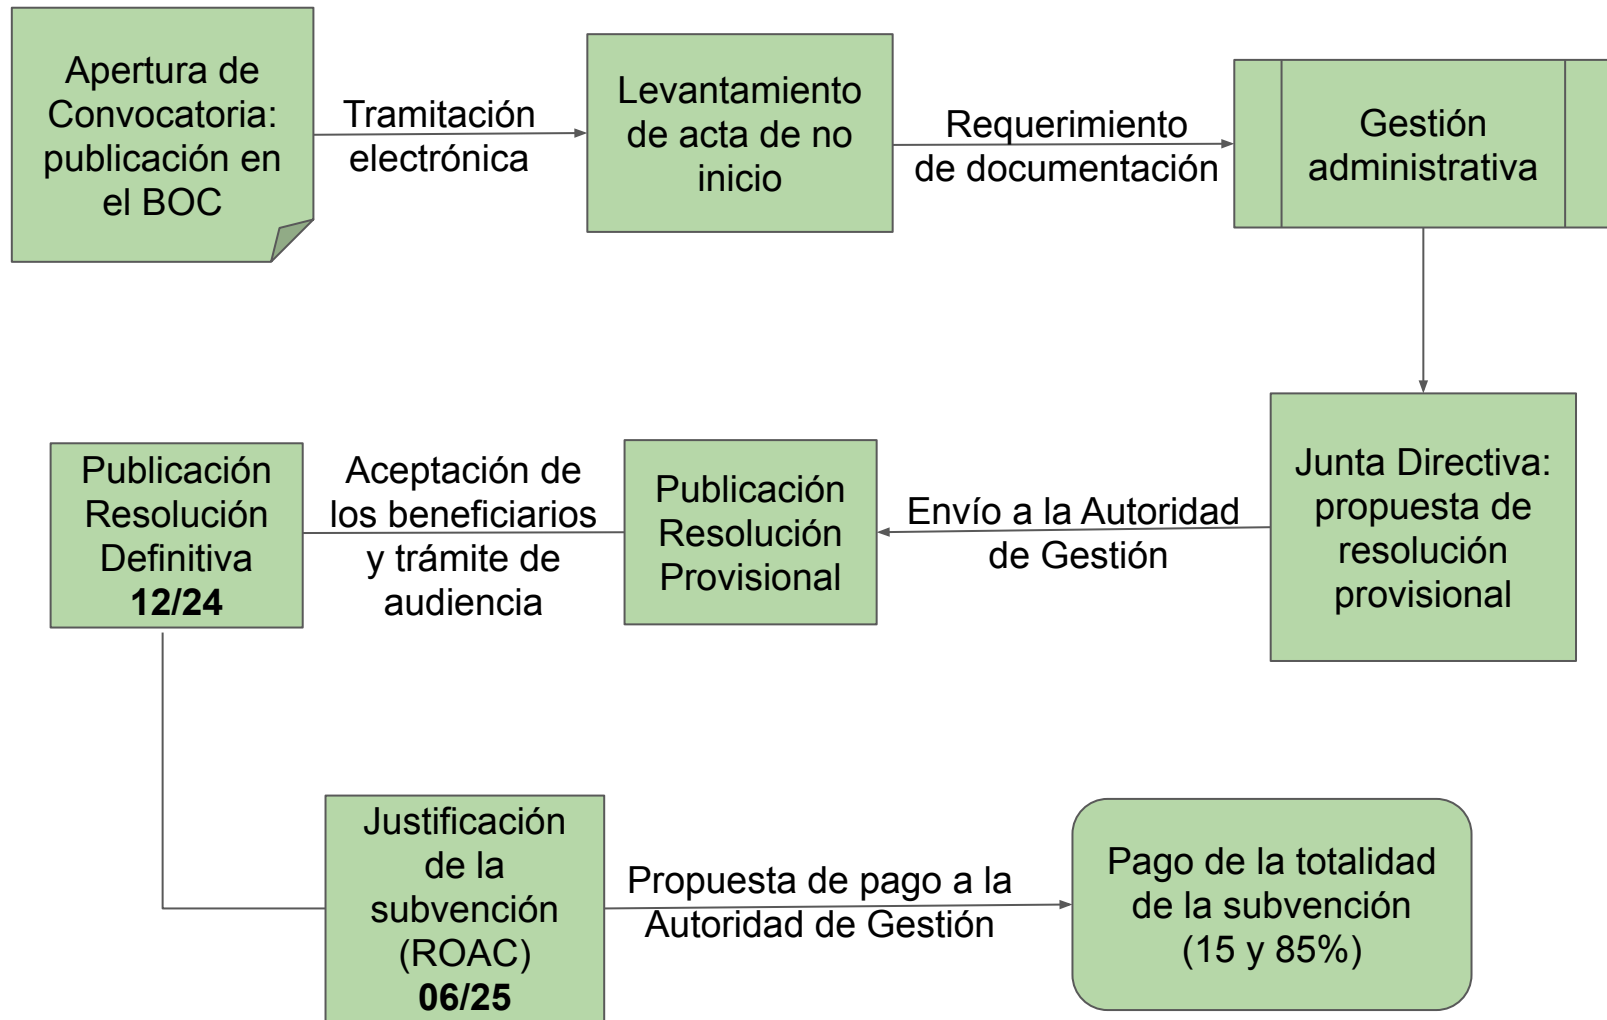 Apertura de
Convocatoria:
publicación en
el BOC
Tramitación
electrónica
Levantamiento
de acta de no
inicio
Requerimiento
de documentación
Gestión
administrativa
Junta Directiva:
propuesta de
resolución
provisional
Envío a la Autoridad
de Gestión
Publicación
Resolución
Provisional
Aceptación de
los beneficiarios
y trámite de
audiencia
Publicación
Resolución
Definitiva
12/24
Justificación
de la
subvención
(ROAC)
06/25
Propuesta de pago a la
Autoridad de Gestión
Pago de la totalidad
de la subvención
(15 y 85%)